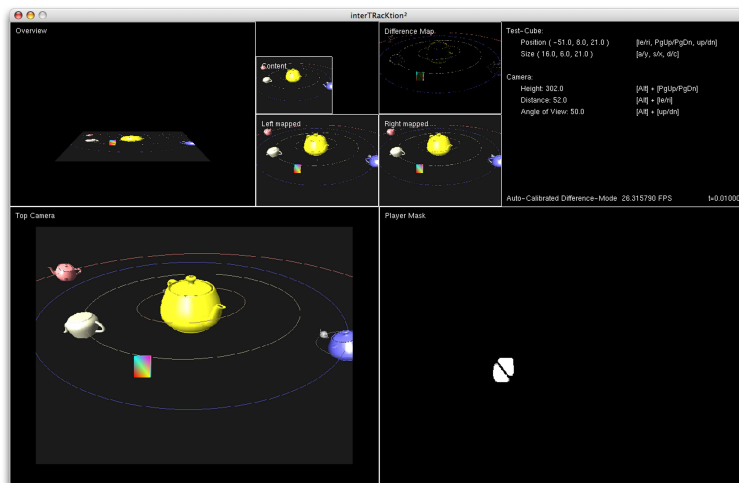 interTRacKtion²
Overview
Content
Difference Map
Left mapped
Right mapped
Test-Cube:
Position ( -51.0, 8.0, 21.0 ) [le/ri, PgUp/PgDn, up/dn]
Size ( 16.0, 6.0, 21.0 ) [a/y, s/x, d/c]
Camera:
Height: 302.0 [Alt] + [PgUp/PgDn]
Distance: 52.0 [Alt] + [le/ri]
Angle of View: 50.0 [Alt] + [up/dn]
Auto-Calibrated Difference-Mode 26.315790 FPS t=0.01000
Top Camera
Player Mask